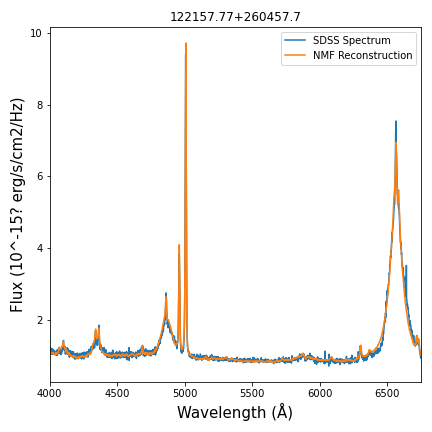 122157.77+260457.7
SDSS Spectrum
NMF Reconstruction
Flux (10^-15? erg/s/cm2/Hz)
10
8
6
4
2
4000 4500 5000 5500 6000 6500
Wavelength (Å)